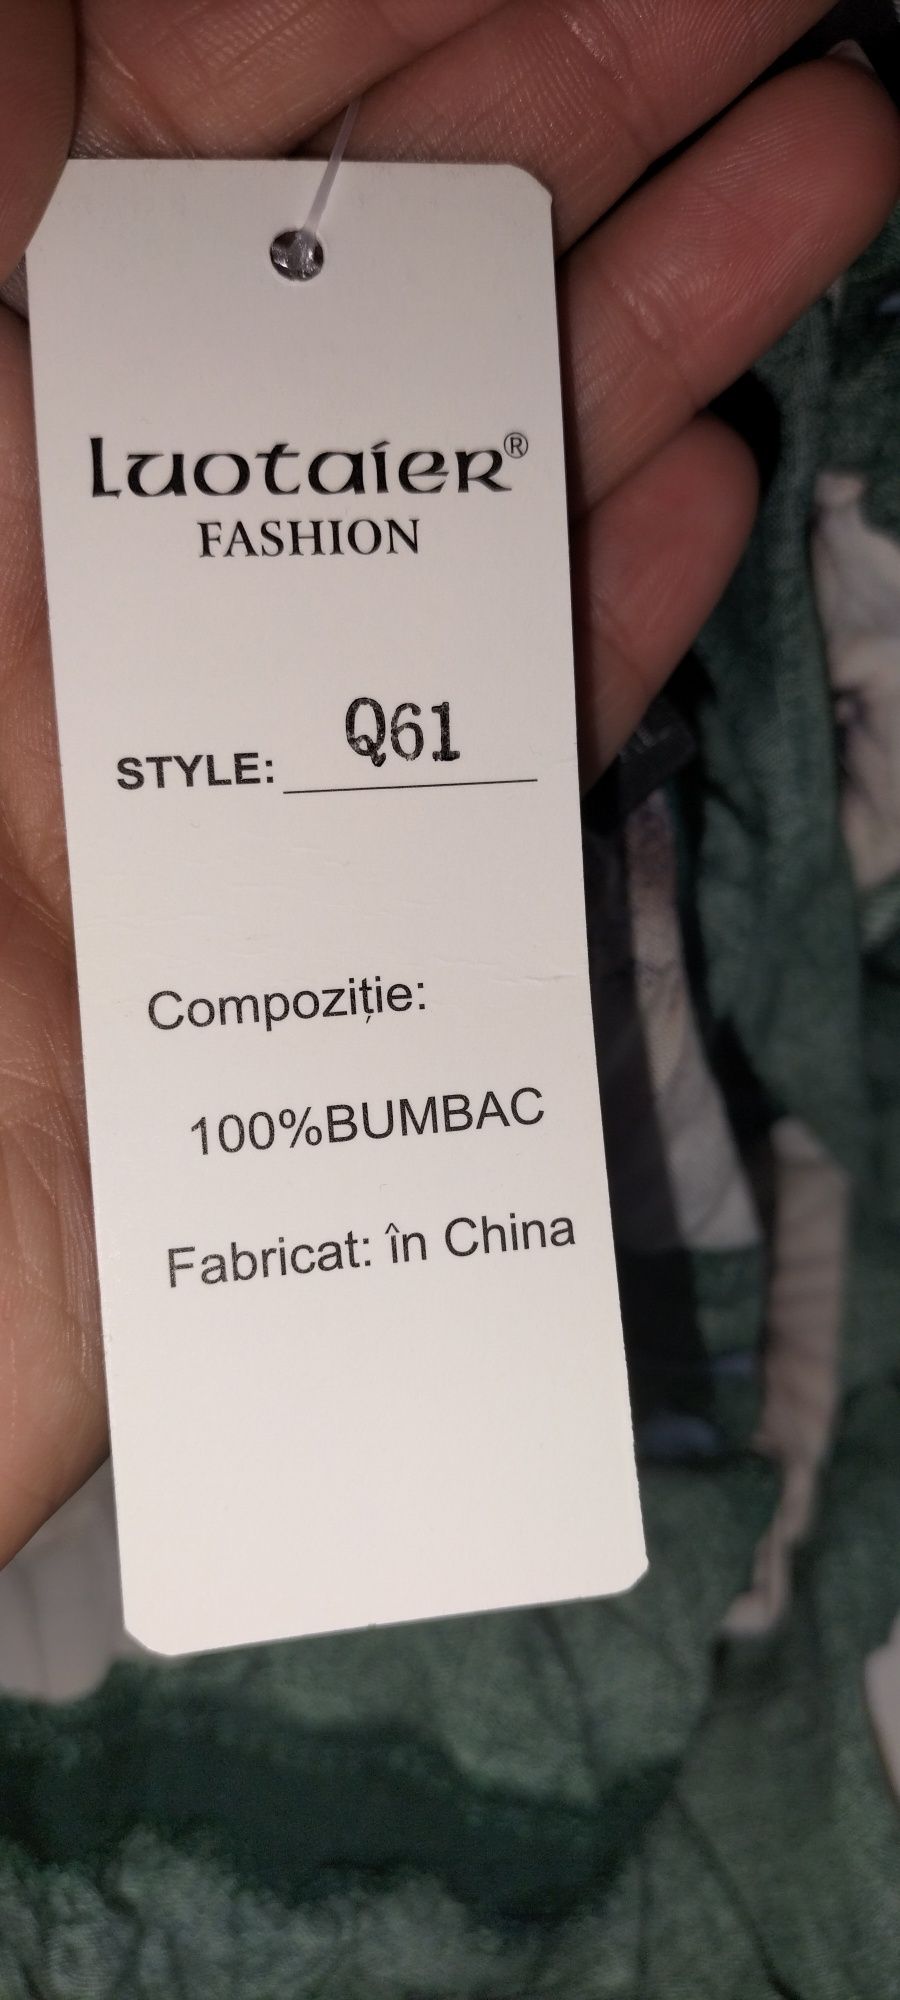 Luotaier®
FASHION
STYLE: Q61
Compoziție:
100%BUMBAC
Fabricat: în China